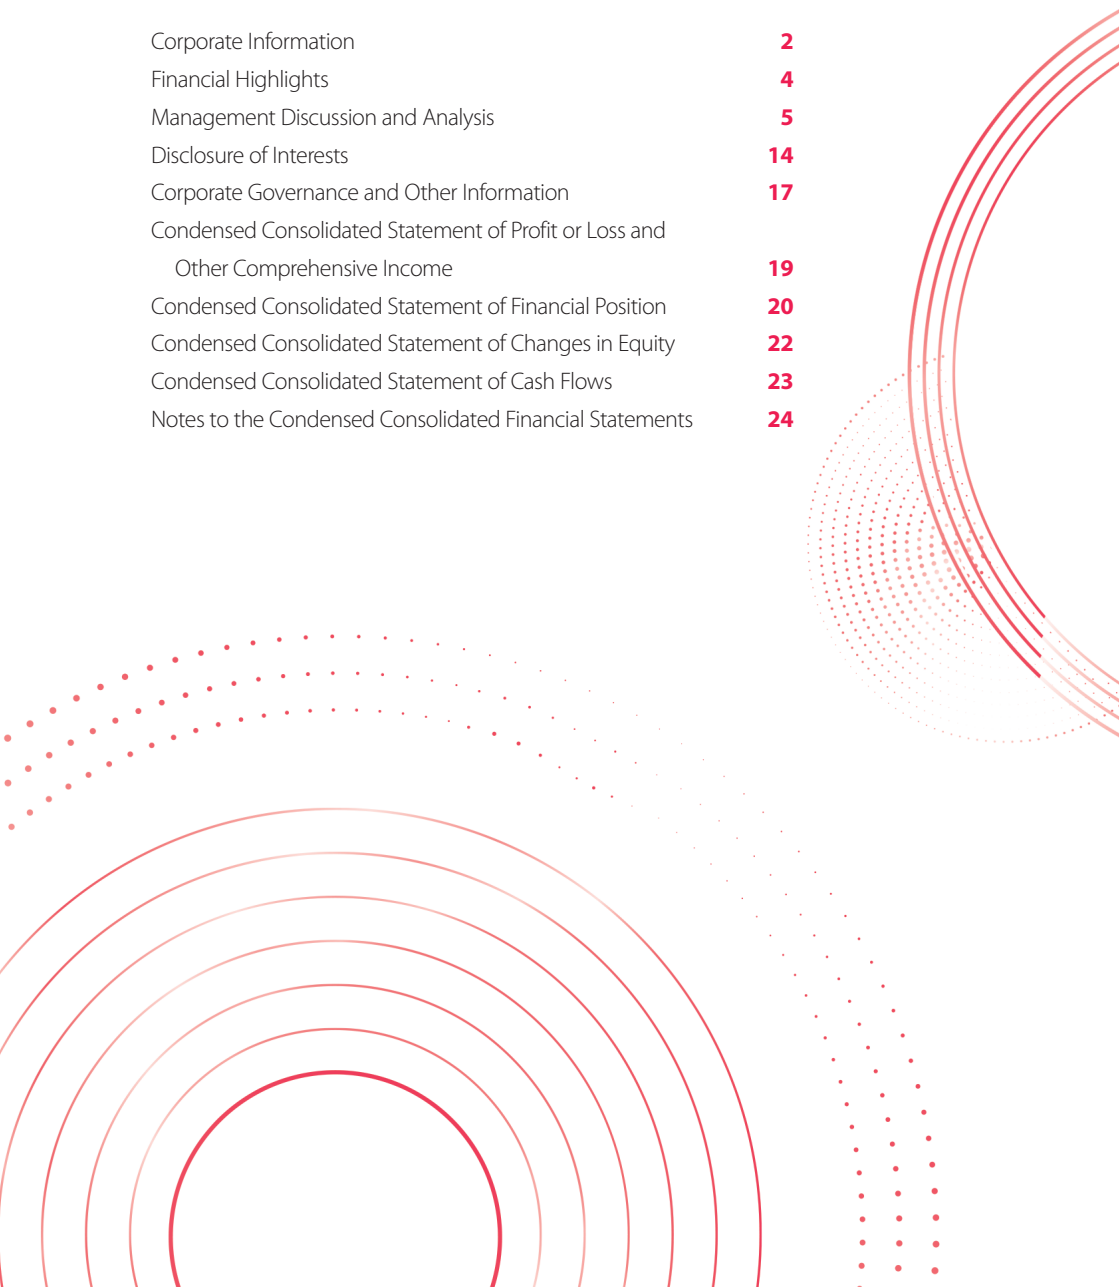 Corporate Information 2
Financial Highlights 4
Management Discussion and Analysis 5
Disclosure of Interests 14
Corporate Governance and Other Information 17
Condensed Consolidated Statement of Profit or Loss and
Other Comprehensive Income 19
Condensed Consolidated Statement of Financial Position 20
Condensed Consolidated Statement of Changes in Equity 22
Condensed Consolidated Statement of Cash Flows 23
Notes to the Condensed Consolidated Financial Statements 24